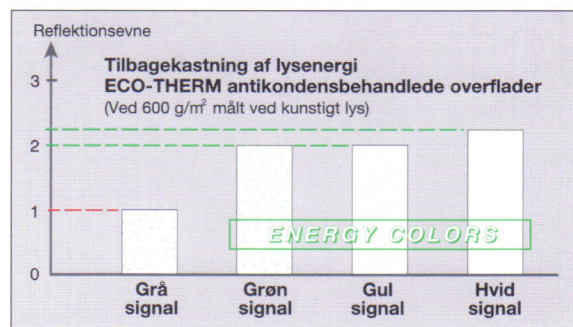 Reflektionsevne
Tilbagekastning af lysenergi
ECO-THERM antikondensbehandlede overflader
(Ved 600 g/m² målt ved kunstigt lys)
3
2
1
0
ENERGY COLORS
Grå signal
Grøn signal
Gul signal
Hvid signal